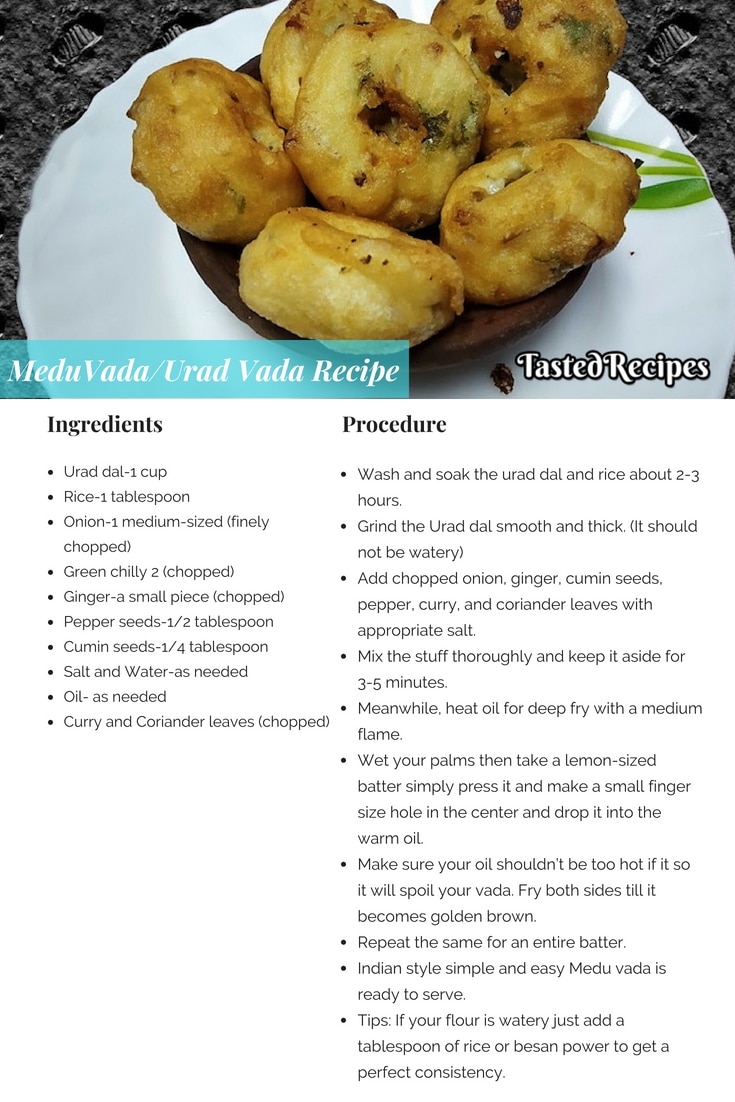 MeduVada/Urad Vada Recipe
TastedRecipes
Ingredients
• Urad dal-1 cup
• Rice-1 tablespoon
• Onion-1 medium-sized (finely
chopped)
• Green chilly 2 (chopped)
• Ginger-a small piece (chopped)
• Pepper seeds-1/2 tablespoon
• Cumin seeds-1/4 tablespoon
• Salt and Water-as needed
• Oil- as needed
• Curry and Coriander leaves (chopped)
Procedure
• Wash and soak the urad dal and rice about 2-3
hours.
• Grind the Urad dal smooth and thick. (It should
not be watery)
• Add chopped onion, ginger, cumin seeds,
pepper, curry, and coriander leaves with
appropriate salt.
• Mix the stuff thoroughly and keep it aside for
3-5 minutes.
• Meanwhile, heat oil for deep fry with a medium
flame.
• Wet your palms then take a lemon-sized
batter simply press it and make a small finger
size hole in the center and drop it into the
warm oil.
• Make sure your oil shouldn't be too hot if it so
it will spoil your vada. Fry both sides till it
becomes golden brown.
• Repeat the same for an entire batter.
• Indian style simple and easy Medu vada is
ready to serve.
• Tips: If your flour is watery just add a
tablespoon of rice or besan power to get a
perfect consistency.